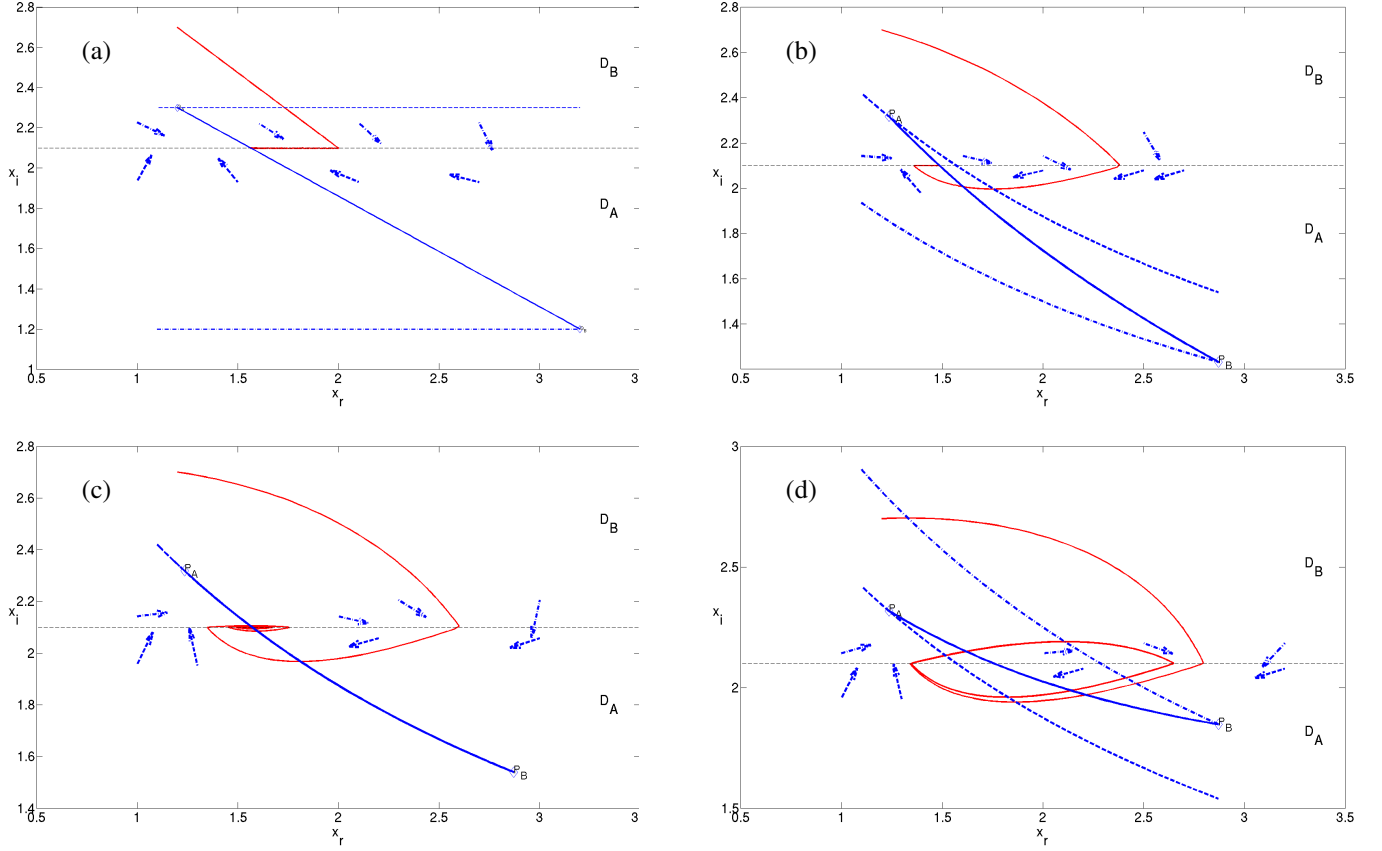 (a)
D_B
D_A
2.8
2.6
2.4
2.2
2
1.8
1.6
1.4
1.2
1
x_i
0.5 1 1.5 2 2.5 3 3
x_r
(b)
D_B
D_A
P_A
P_B
2.8
2.6
2.4
2.2
2
1.8
1.6
1.4
x_i
0.5 1 1.5 2 2.5 3 3.5
x_r
(c)
D_B
D_A
P_A
P_B
2.8
2.6
2.4
2.2
2
1.8
1.6
1.4
x_i
0.5 1 1.5 2 2.5 3 3
x_r
(d)
D_B
D_A
P_A
P_B
3
2.5
2
1.5
x_i
0.5 1 1.5 2 2.5 3 3.5
x_r